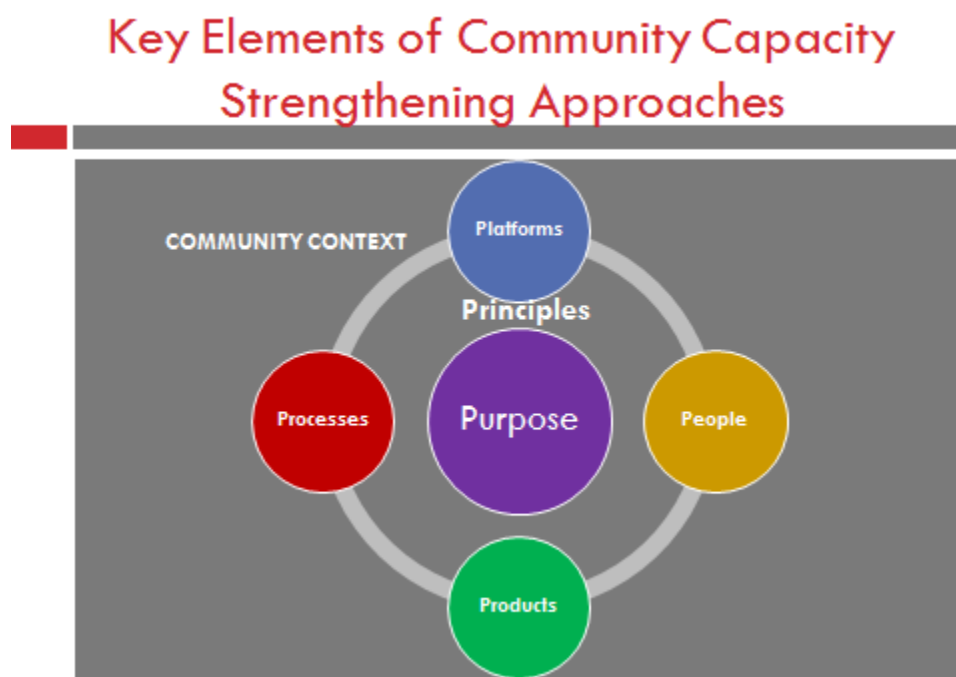 Key Elements of Community Capacity
Strengthening Approaches
Platforms
COMMUNITY CONTEXT
Principles
Processes
Purpose
People
Products